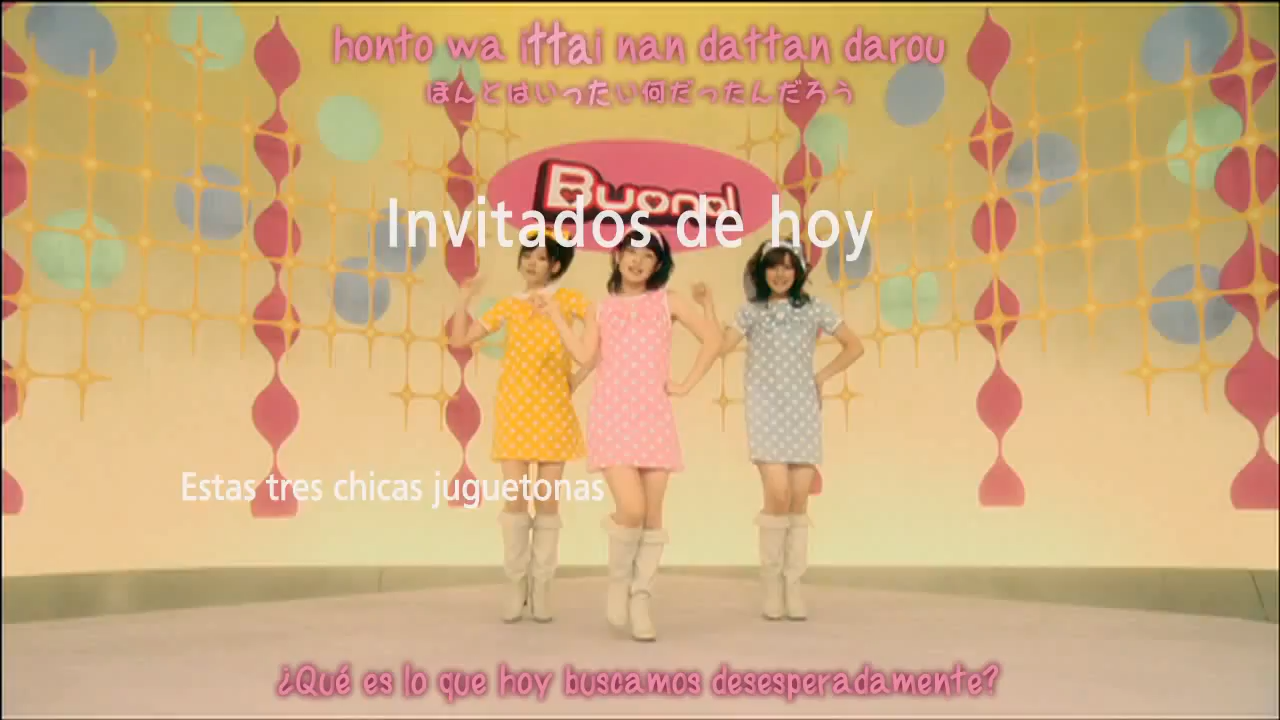 honto wa ittai nan dattan darou
ほんとはいったい何だったんだろう
Buono!
Invitados de hoy
Estas tres chicas juguetonas
¿Qué es lo que hoy buscamos desesperadamente?